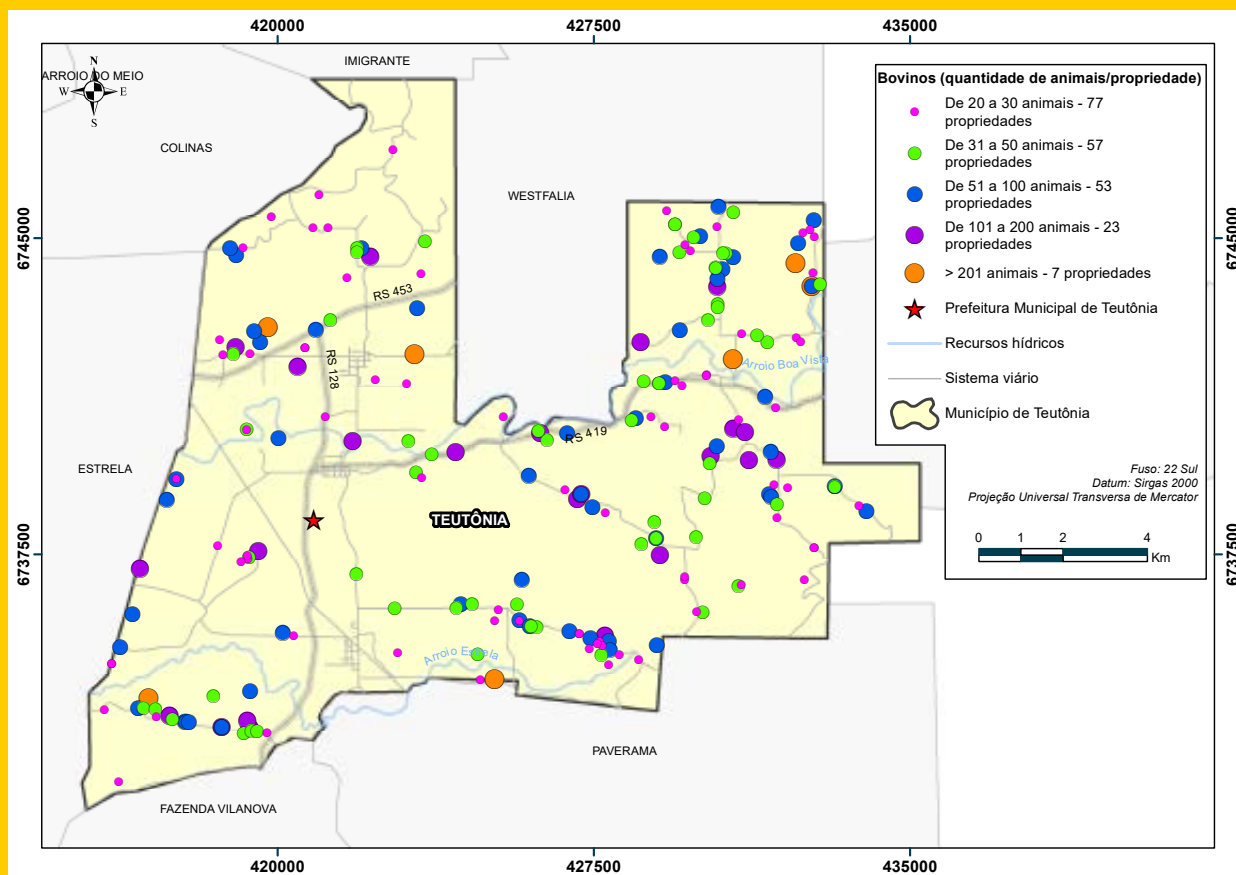 420000
427500
435000
IMIGRANTE
N
ARROIO DO MEIO
W
E
S
COLINAS
WESTFALIA
6745000
6745000
Bovinos (quantidade de animais/propriedade)
De 20 a 30 animais - 77
propriedades
De 31 a 50 animais - 57
propriedades
De 51 a 100 animais - 53
propriedades
De 101 a 200 animais - 23
propriedades
> 201 animais - 7 propriedades
Prefeitura Municipal de Teutônia
Recursos hídricos
Sistema viário
Município de Teutônia
Fuso: 22 Sul
Datum: Sirgas 2000
Projeção Universal Transversa de Mercator
0
1
2
4
Km
RS 453
RS 128
Arroio Boa Vista
RS 419
ESTRELA
TEUTÔNIA
6737500
6737500
Arroio Estrela
PAVERAMA
FAZENDA VILANOVA
420000
427500
435000